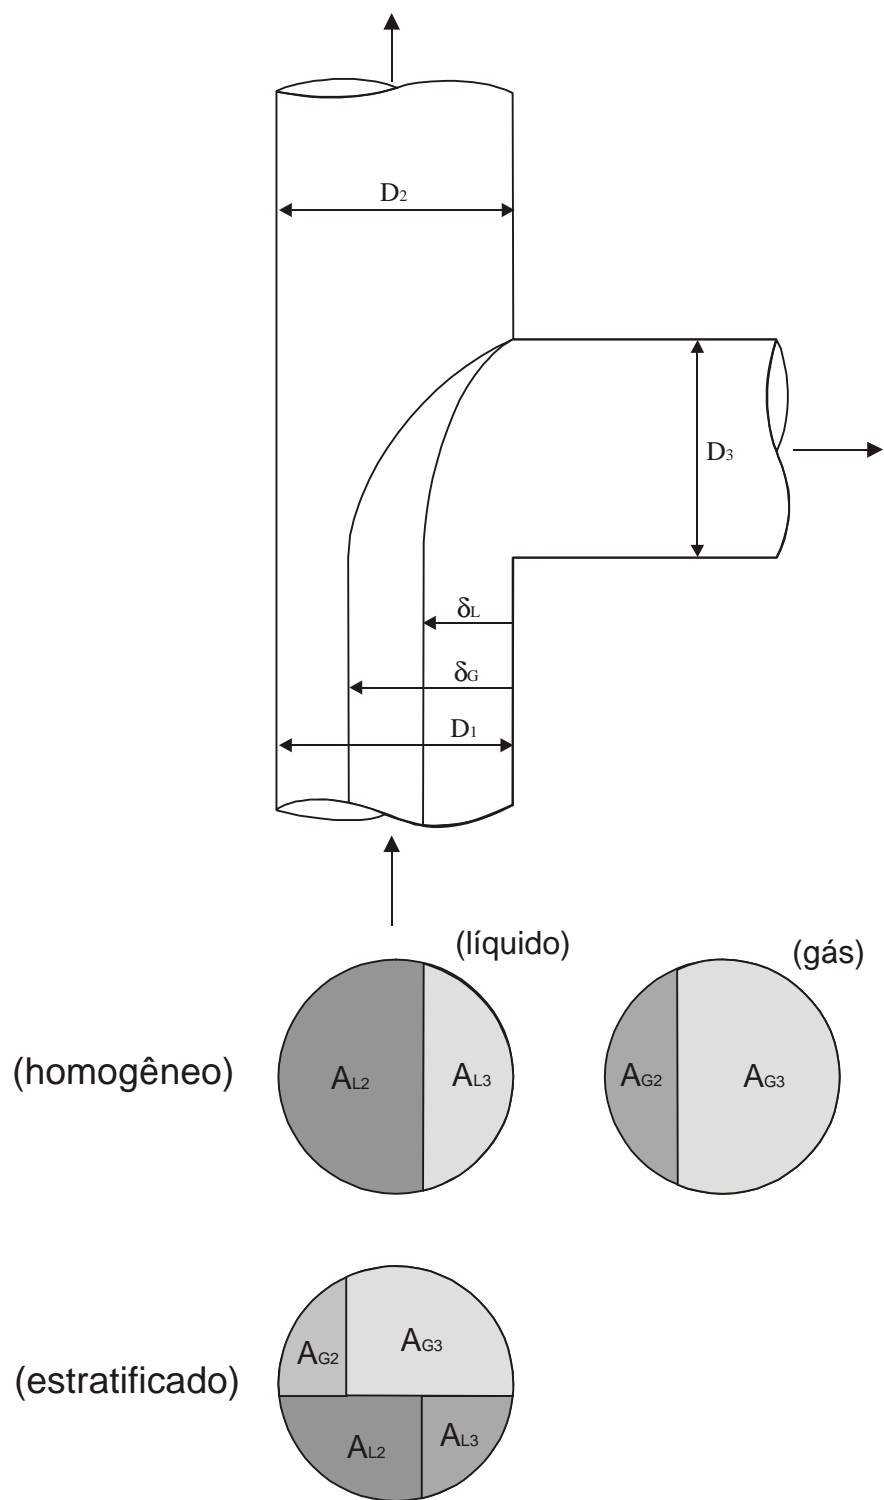 D₂
D₃
δL
δG
D₁
(líquido)
(gás)
(homogêneo)
AL2
AL3
AG2
AG3
AG2
AG3
(estratificado)
AL2
AL3